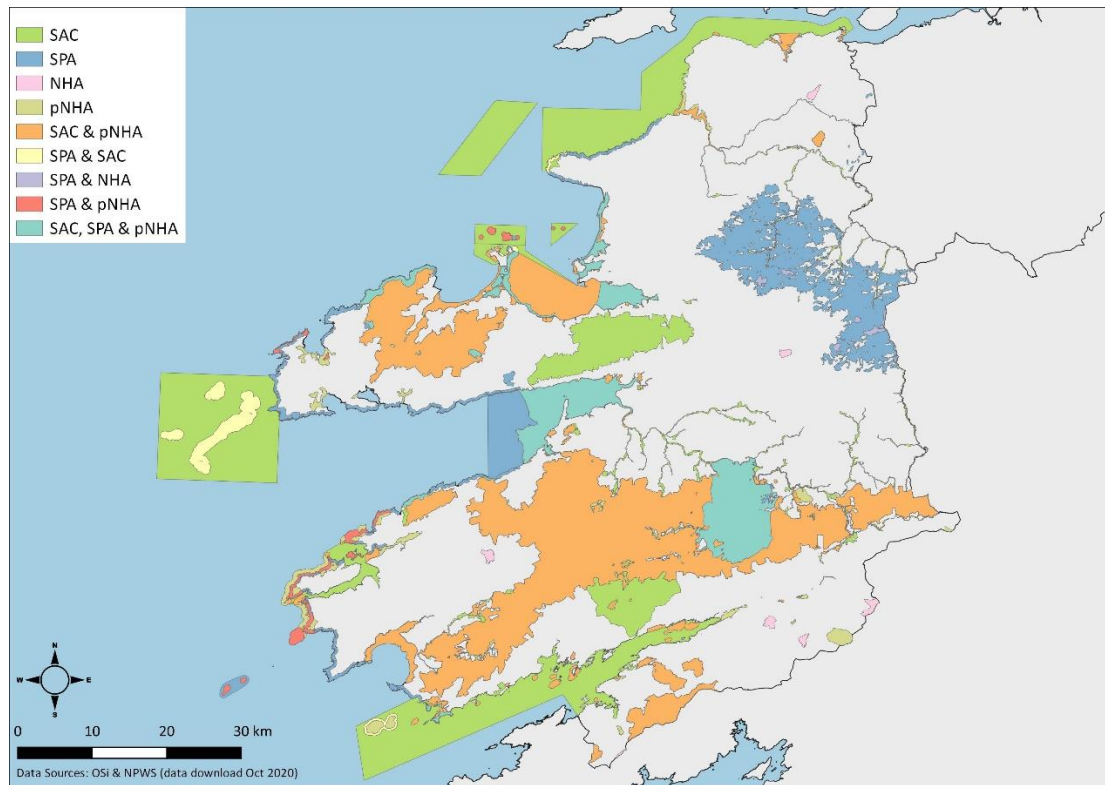 SAC
SPA
NHA
pNHA
SAC & pNHA
SPA & SAC
SPA & NHA
SPA & pNHA
SAC, SPA & pNHA
N
W E
S
0 10 20 30 km
Data Sources: OSi & NPWS (data download Oct 2020)